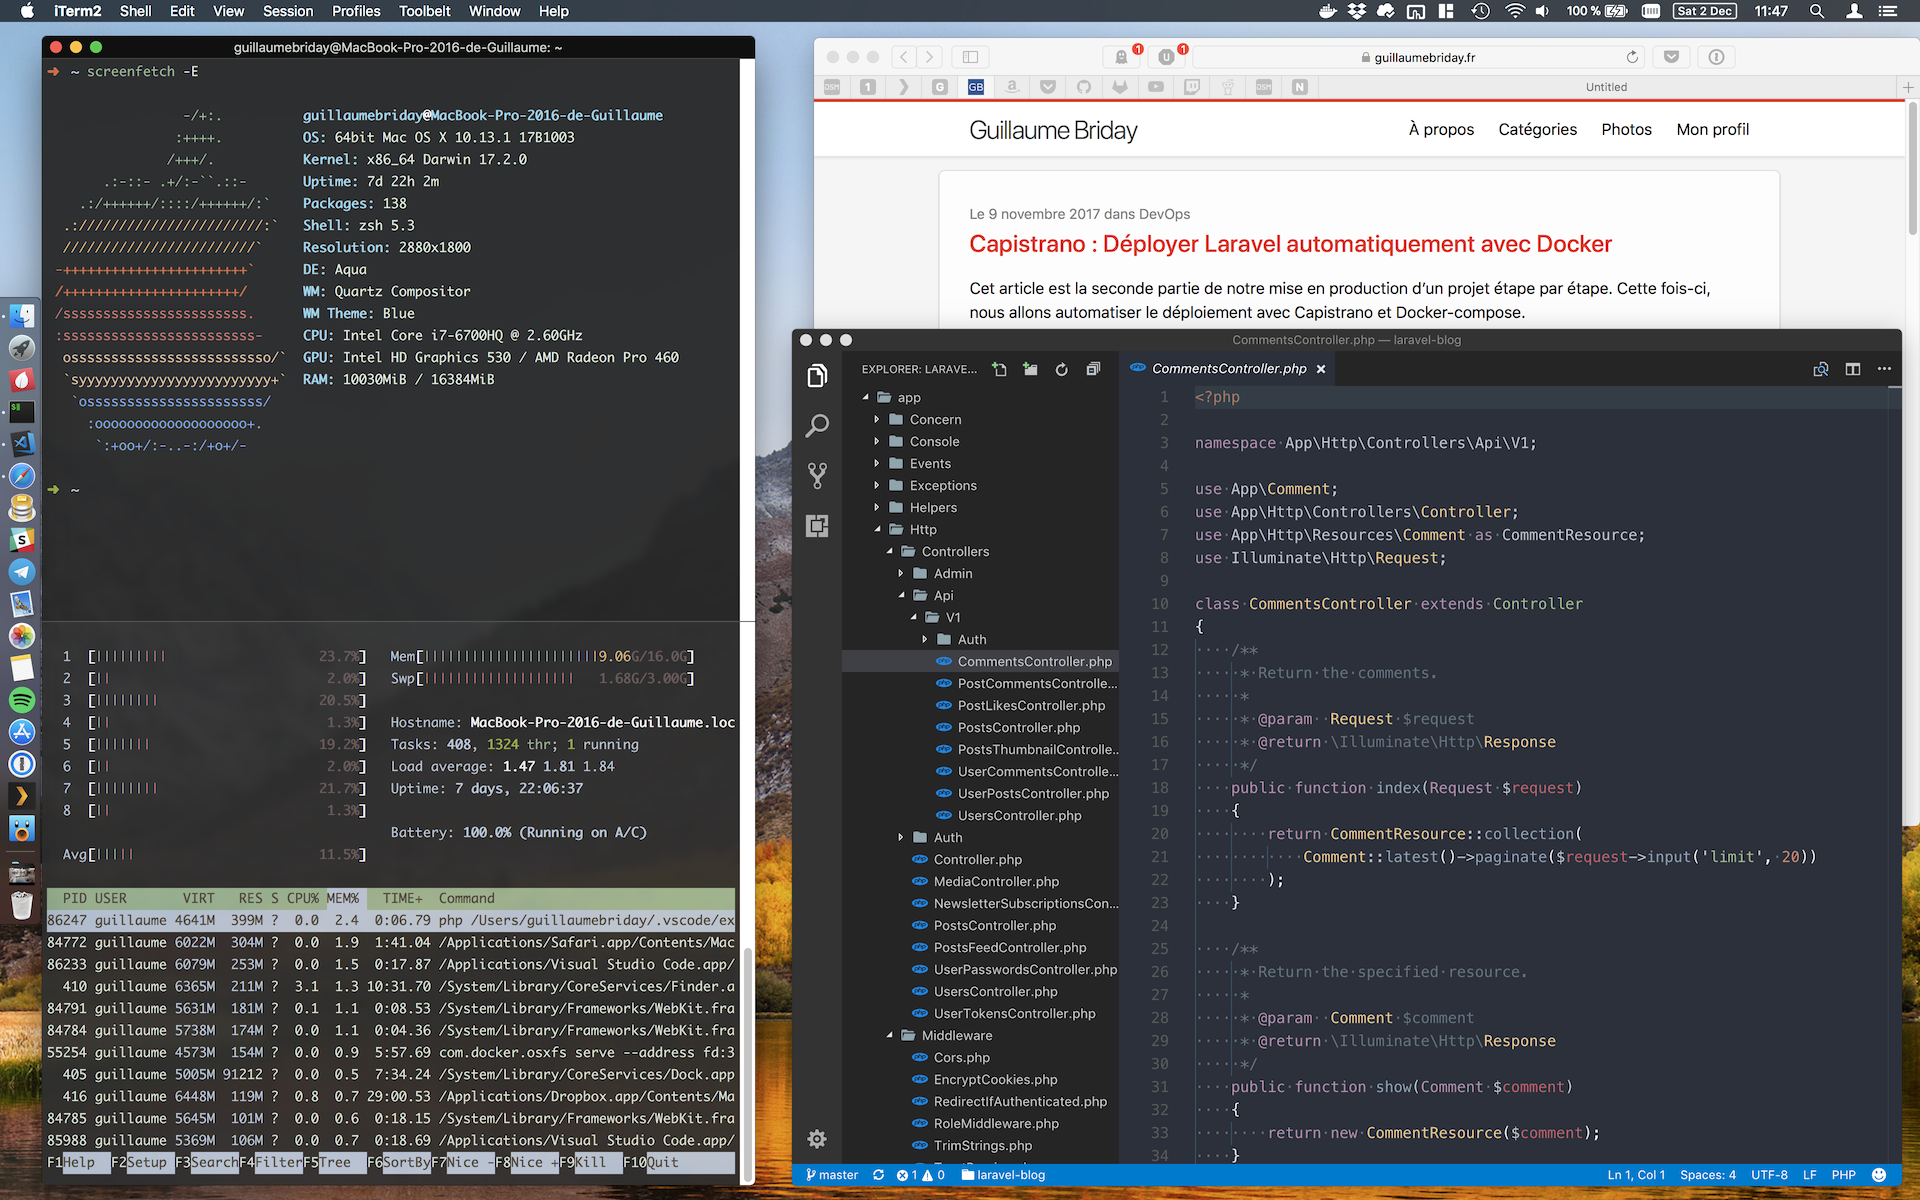 iTerm2 Shell Edit View Session Profiles Toolbelt Window Help
100 % Sat 2 Dec 11:47
guillaumebriday@MacBook-Pro-2016-de-Guillaume: ~
➜ ~ screenfetch -E
-/+:.
:++++.
/+++/.
.:-::- .+/:-``.::-
.:/++++++/::::/++++++/:`
.:///////////////////////:`
////////////////////////`
-+++++++++++++++++++++++`
/++++++++++++++++++++++/
/sssssssssssssssssssssss.
:ssssssssssssssssssssssss-
osssssssssssssssssssssssso/`
`syyyyyyyyyyyyyyyyyyyyyyyy+`
`ossssssssssssssssssssss/
:ooooooooooooooooooo+.
`:+oo+/:-..-:/+o+/-
guillaumebriday@MacBook-Pro-2016-de-Guillaume
OS: 64bit Mac OS X 10.13.1 17B1003
Kernel: x86_64 Darwin 17.2.0
Uptime: 7d 22h 2m
Packages: 138
Shell: zsh 5.3
Resolution: 2880x1800
DE: Aqua
WM: Quartz Compositor
WM Theme: Blue
CPU: Intel Core i7-6700HQ @ 2.60GHz
GPU: Intel HD Graphics 530 / AMD Radeon Pro 460
RAM: 10030MiB / 16384MiB
➜ ~
1 [||||||||| 23.7%]
2 [|| 2.0%]
3 [|||||||| 20.5%]
4 [|| 1.3%]
5 [||||||| 19.2%]
6 [|| 2.0%]
7 [|||||||| 21.7%]
8 [|| 1.3%]
Avg[||||| 11.5%]
Mem[||||||||||||||||||||||9.06G/16.0G]
Swp[||||||||||||||||||| 1.68G/3.00G]
Hostname: MacBook-Pro-2016-de-Guillaume.loc
Tasks: 408, 1324 thr; 1 running
Load average: 1.47 1.81 1.84
Uptime: 7 days, 22:06:37
Battery: 100.0% (Running on A/C)
PID USER VIRT RES S CPU% MEM% TIME+ Command
86247 guillaume 4641M 399M ? 0.0 2.4 0:06.79 php /Users/guillaumebriday/.vscode/ex
84772 guillaume 6022M 304M ? 0.0 1.9 1:41.04 /Applications/Safari.app/Contents/Mac
86233 guillaume 6079M 253M ? 0.0 1.5 0:17.87 /Applications/Visual Studio Code.app/
410 guillaume 6365M 211M ? 3.1 1.3 10:31.70 /System/Library/CoreServices/Finder.a
84791 guillaume 5631M 181M ? 0.1 1.1 0:08.53 /System/Library/Frameworks/WebKit.fra
84784 guillaume 5738M 174M ? 0.0 1.1 0:04.36 /System/Library/Frameworks/WebKit.fra
55254 guillaume 4573M 154M ? 0.0 0.9 5:57.69 com.docker.osxfs serve --address fd:3
405 guillaume 5005M 91212 ? 0.0 0.5 7:34.24 /System/Library/CoreServices/Dock.app
416 guillaume 6448M 119M ? 0.8 0.7 29:00.53 /Applications/Dropbox.app/Contents/Ma
84785 guillaume 5645M 101M ? 0.0 0.6 0:18.15 /System/Library/Frameworks/WebKit.fra
85988 guillaume 5369M 106M ? 0.0 0.7 0:18.69 /Applications/Visual Studio Code.app/
F1Help F2Setup F3SearchF4FilterF5Tree F6SortByF7Nice -F8Nice +F9Kill F10Quit
guillaumebriday.fr
Untitled
Guillaume Briday
À propos Catégories Photos Mon profil
Le 9 novembre 2017 dans DevOps
Capistrano : Déployer Laravel automatiquement avec Docker
Cet article est la seconde partie de notre mise en production d’un projet étape par étape. Cette fois-ci,
nous allons automatiser le déploiement avec Capistrano et Docker-compose.
CommentsController.php — laravel-blog
EXPLORER: LARAVE...
app
Concern
Console
Events
Exceptions
Helpers
Http
Controllers
Admin
Api
V1
Auth
CommentsController.php
PostCommentsControlle...
PostLikesController.php
PostsController.php
PostsThumbnailControlle...
UserCommentsControlle...
UserPostsController.php
UsersController.php
Auth
Controller.php
MediaController.php
NewsletterSubscriptionsCon...
PostsController.php
PostsFeedController.php
UserPasswordsController.php
UsersController.php
UserTokensController.php
Middleware
Cors.php
EncryptCookies.php
RedirectIfAuthenticated.php
RoleMiddleware.php
TrimStrings.php
CommentsController.php ×
1 <?php
2
3 namespace App\Http\Controllers\Api\V1;
4
5 use App\Comment;
6 use App\Http\Controllers\Controller;
7 use App\Http\Resources\Comment as CommentResource;
8 use Illuminate\Http\Request;
9
10 class CommentsController extends Controller
11 {
12 /**
13 * Return the comments.
14 *
15 * @param Request $request
16 * @return \Illuminate\Http\Response
17 */
18 public function index(Request $request)
19 {
20 return CommentResource::collection(
21 Comment::latest()->paginate($request->input('limit', 20))
22 );
23 }
24
25 /**
26 * Return the specified resource.
27 *
28 * @param Comment $comment
29 * @return \Illuminate\Http\Response
30 */
31 public function show(Comment $comment)
32 {
33 return new CommentResource($comment);
34 }
master 1 0 laravel-blog
Ln 1, Col 1 Spaces: 4 UTF-8 LF PHP